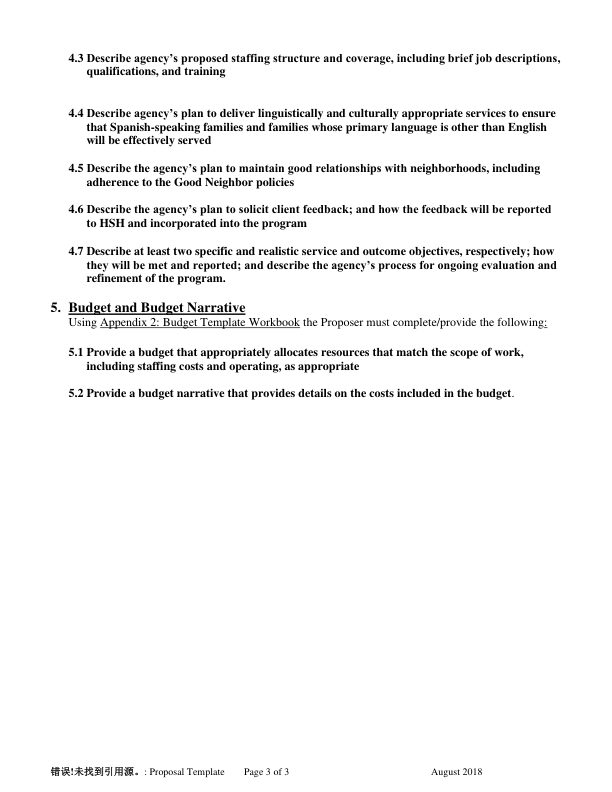 4.3 Describe agency’s proposed staffing structure and coverage, including brief job descriptions,
qualifications, and training
4.4 Describe agency’s plan to deliver linguistically and culturally appropriate services to ensure
that Spanish-speaking families and families whose primary language is other than English
will be effectively served
4.5 Describe the agency’s plan to maintain good relationships with neighborhoods, including
adherence to the Good Neighbor policies
4.6 Describe the agency’s plan to solicit client feedback; and how the feedback will be reported
to HSH and incorporated into the program
4.7 Describe at least two specific and realistic service and outcome objectives, respectively; how
they will be met and reported; and describe the agency’s process for ongoing evaluation and
refinement of the program.
5. Budget and Budget Narrative
Using Appendix 2: Budget Template Workbook the Proposer must complete/provide the following:
5.1 Provide a budget that appropriately allocates resources that match the scope of work,
including staffing costs and operating, as appropriate
5.2 Provide a budget narrative that provides details on the costs included in the budget.
错误!未找到引用源。: Proposal Template Page 3 of 3 August 2018